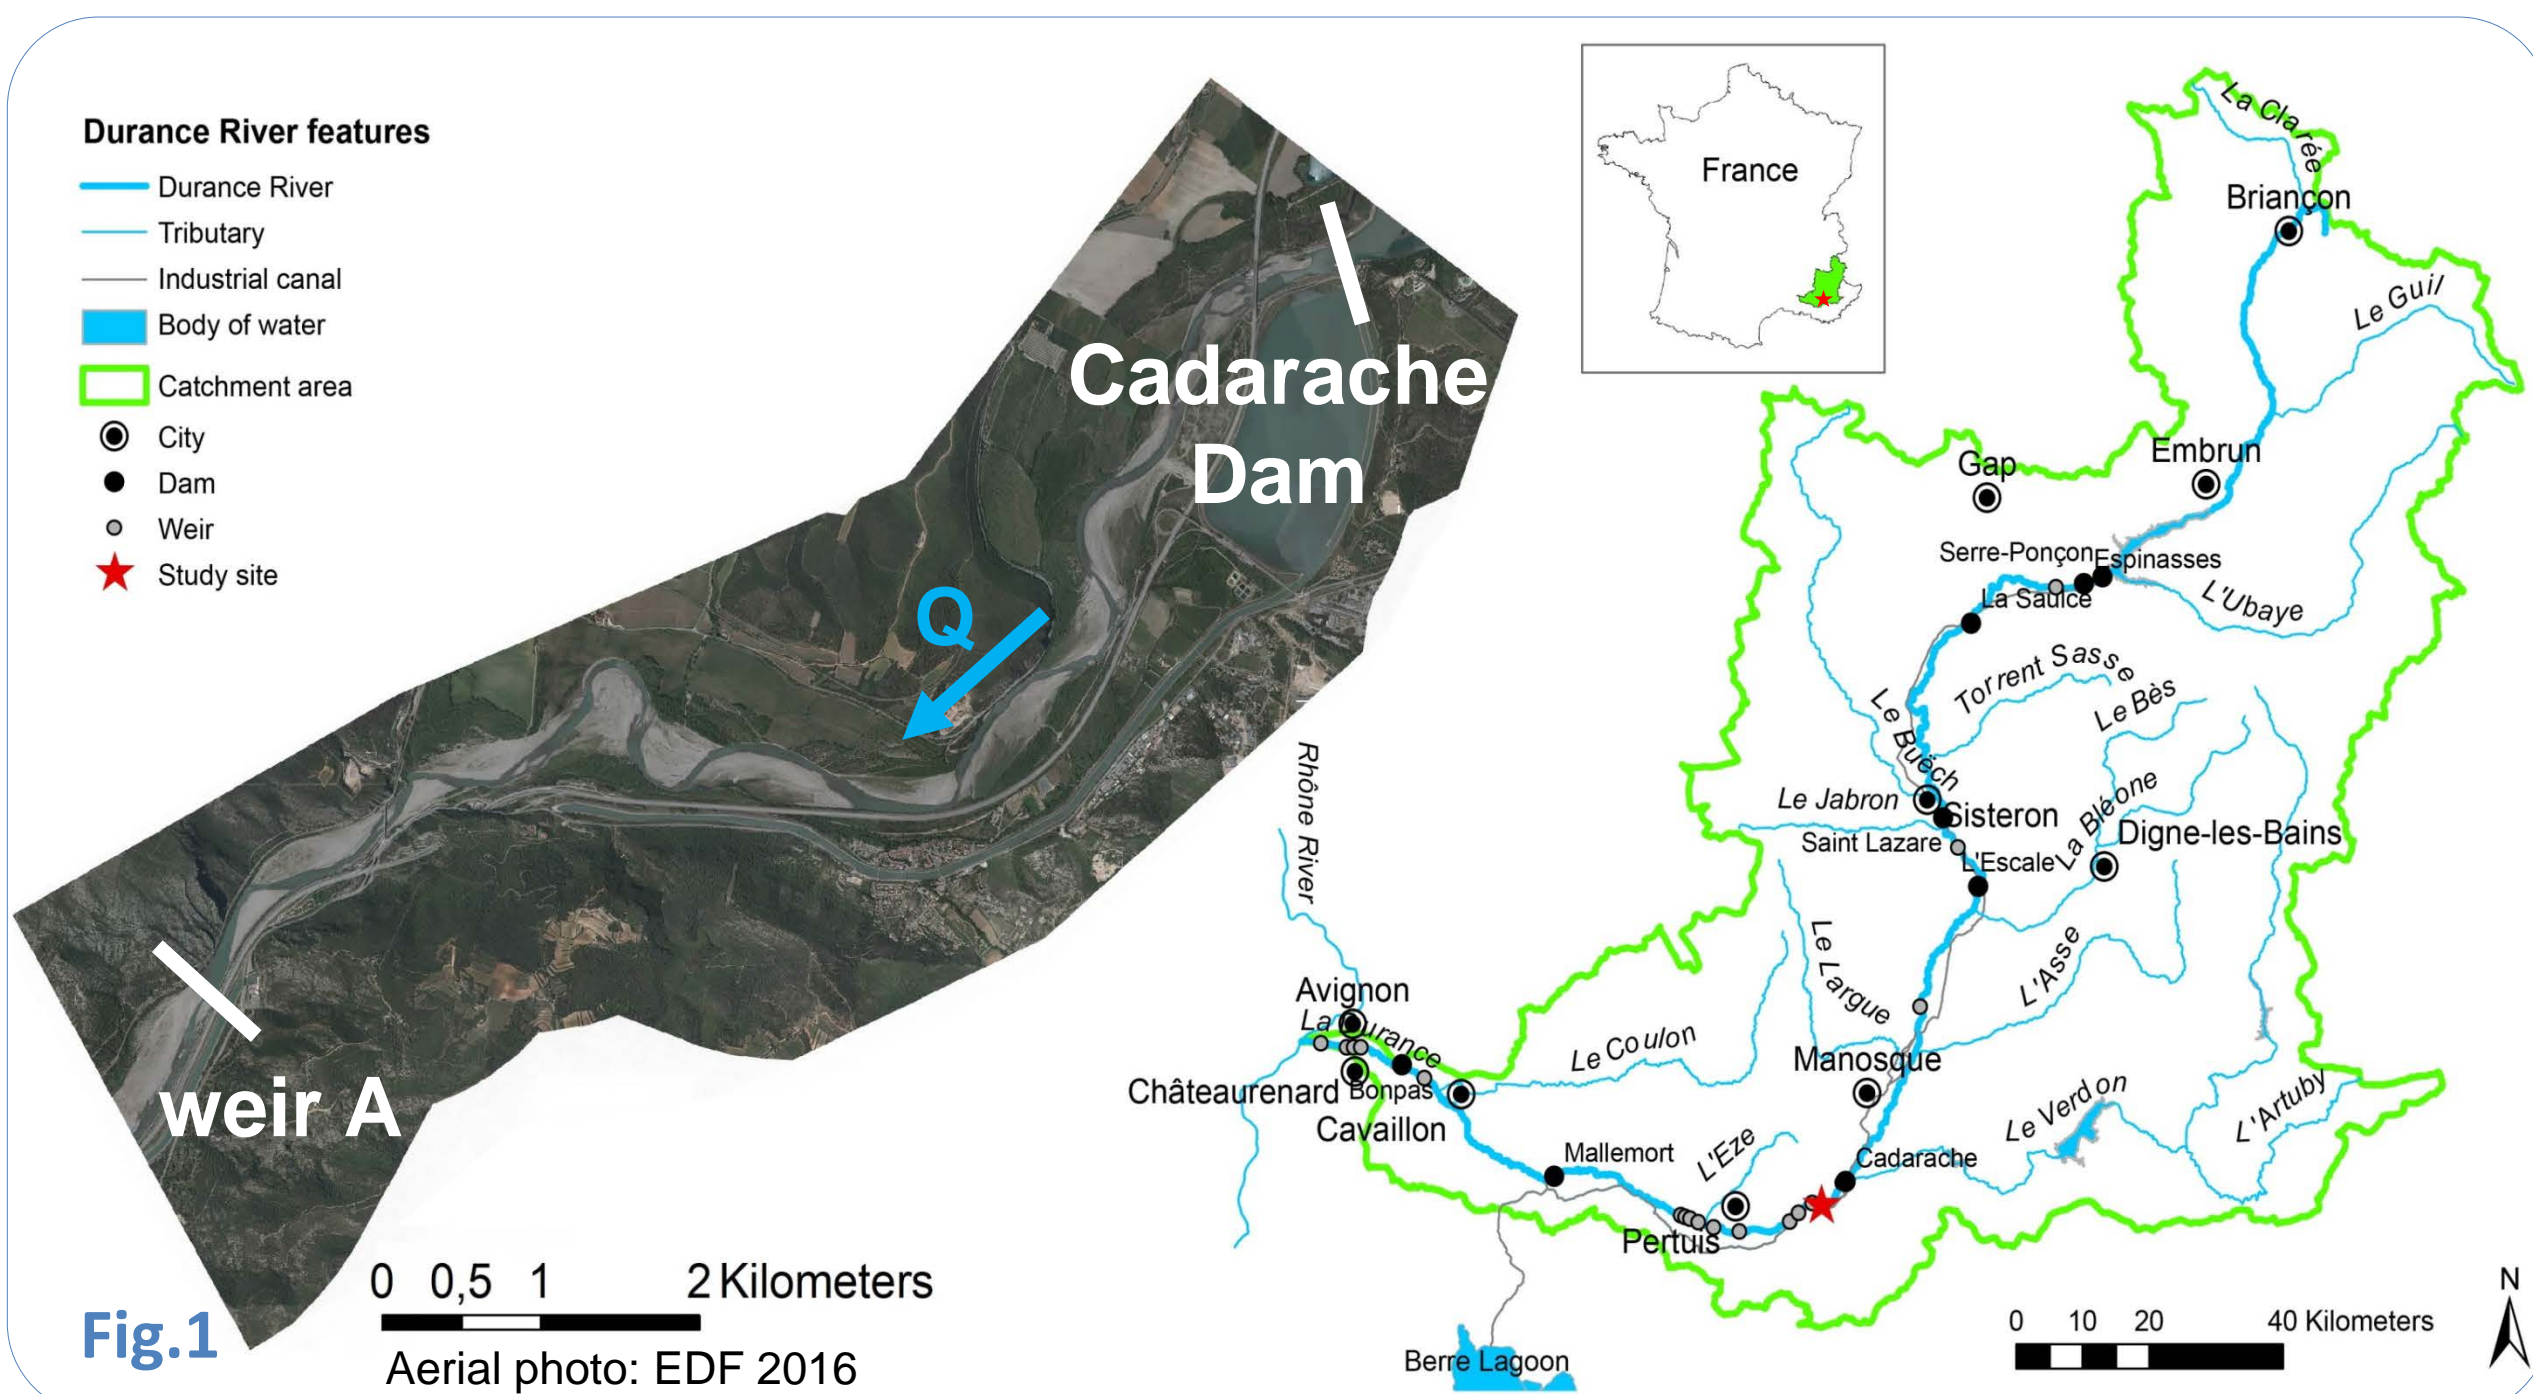 Durance River features
Durance River
Tributary
Industrial canal
Body of water
Catchment area
City
Dam
Weir
Study site
Cadarache
Dam
Q
weir A
0 0,5 1 2 Kilometers
Aerial photo: EDF 2016
Fig.1
France
La Clarée
Briançon
Le Guil
Embrun
Gap
Serre-Ponçon
Espinasses
La Saulce
L'Ubaye
Torrent Sasse
Le Bès
Le Buëch
Le Jabron
Sisteron
La Bléone
Digne-les-Bains
Saint Lazare
L'Escale
Rhône River
Le Largue
L'Asse
Avignon
La Durance
Le Coulon
Manosque
Châteaurenard
Bonpas
Cavaillon
Le Verdon
L'Artuby
Mallemort
L'Eze
Cadarache
Pertuis
Berre Lagoon
N
0 10 20 40 Kilometers